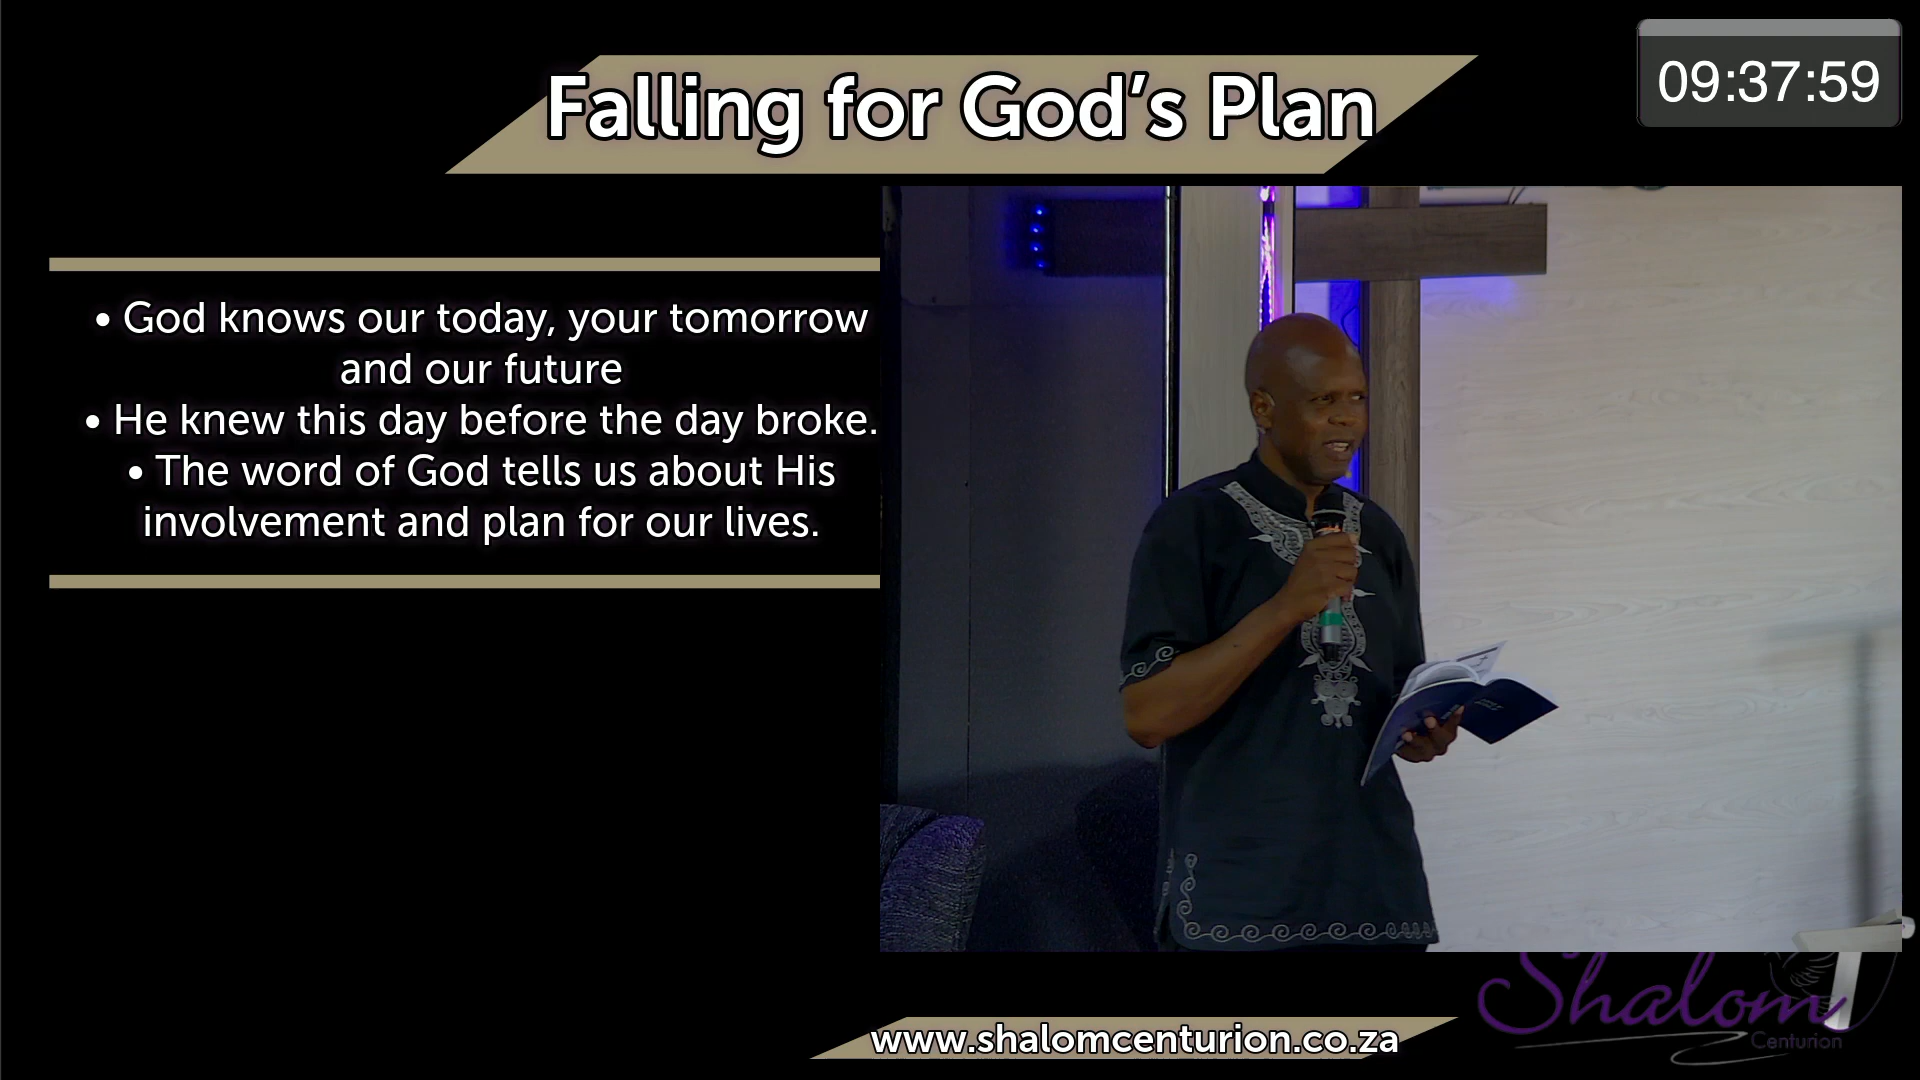 Falling for God's Plan
09:37:59
• God knows our today, your tomorrow
and our future
• He knew this day before the day broke.
• The word of God tells us about His
involvement and plan for our lives.
www.shalomcenturion.co.za
Shalom
Centurion